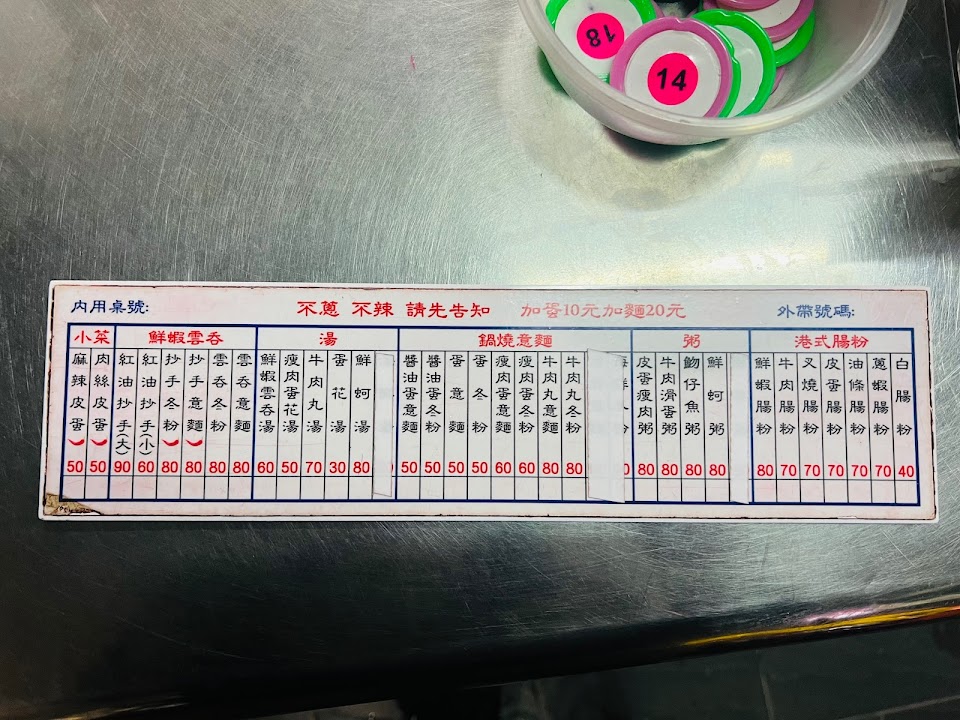 18
14
內用桌號:
不蔥 不辣 請先告知
加蛋10元加麵20元
外帶號碼:
小菜
麻辣皮蛋 50
肉絲皮蛋 50
鮮蝦雲吞
紅油抄手(大) 90
紅油抄手(小) 60
抄手冬粉 80
抄手意麵 80
雲吞冬粉 80
雲吞意麵 80
湯
鮮蝦雲吞湯 60
瘦肉蛋花湯 50
牛肉丸湯 70
蛋花湯 30
鮮蚵湯 80
鍋燒意麵
醬油蛋意麵 50
醬油蛋冬粉 50
蛋意麵 50
蛋冬粉 50
瘦肉蛋意麵 60
瘦肉蛋冬粉 60
牛肉丸意麵 80
牛肉丸冬粉 80
粥
皮蛋瘦肉粥 80
牛肉滑蛋粥 80
魩仔魚粥 80
鮮蚵粥 80
港式腸粉
鮮蝦腸粉 80
牛肉腸粉 70
叉燒腸粉 70
皮蛋腸粉 70
油條腸粉 70
蔥蝦腸粉 70
白腸粉 40